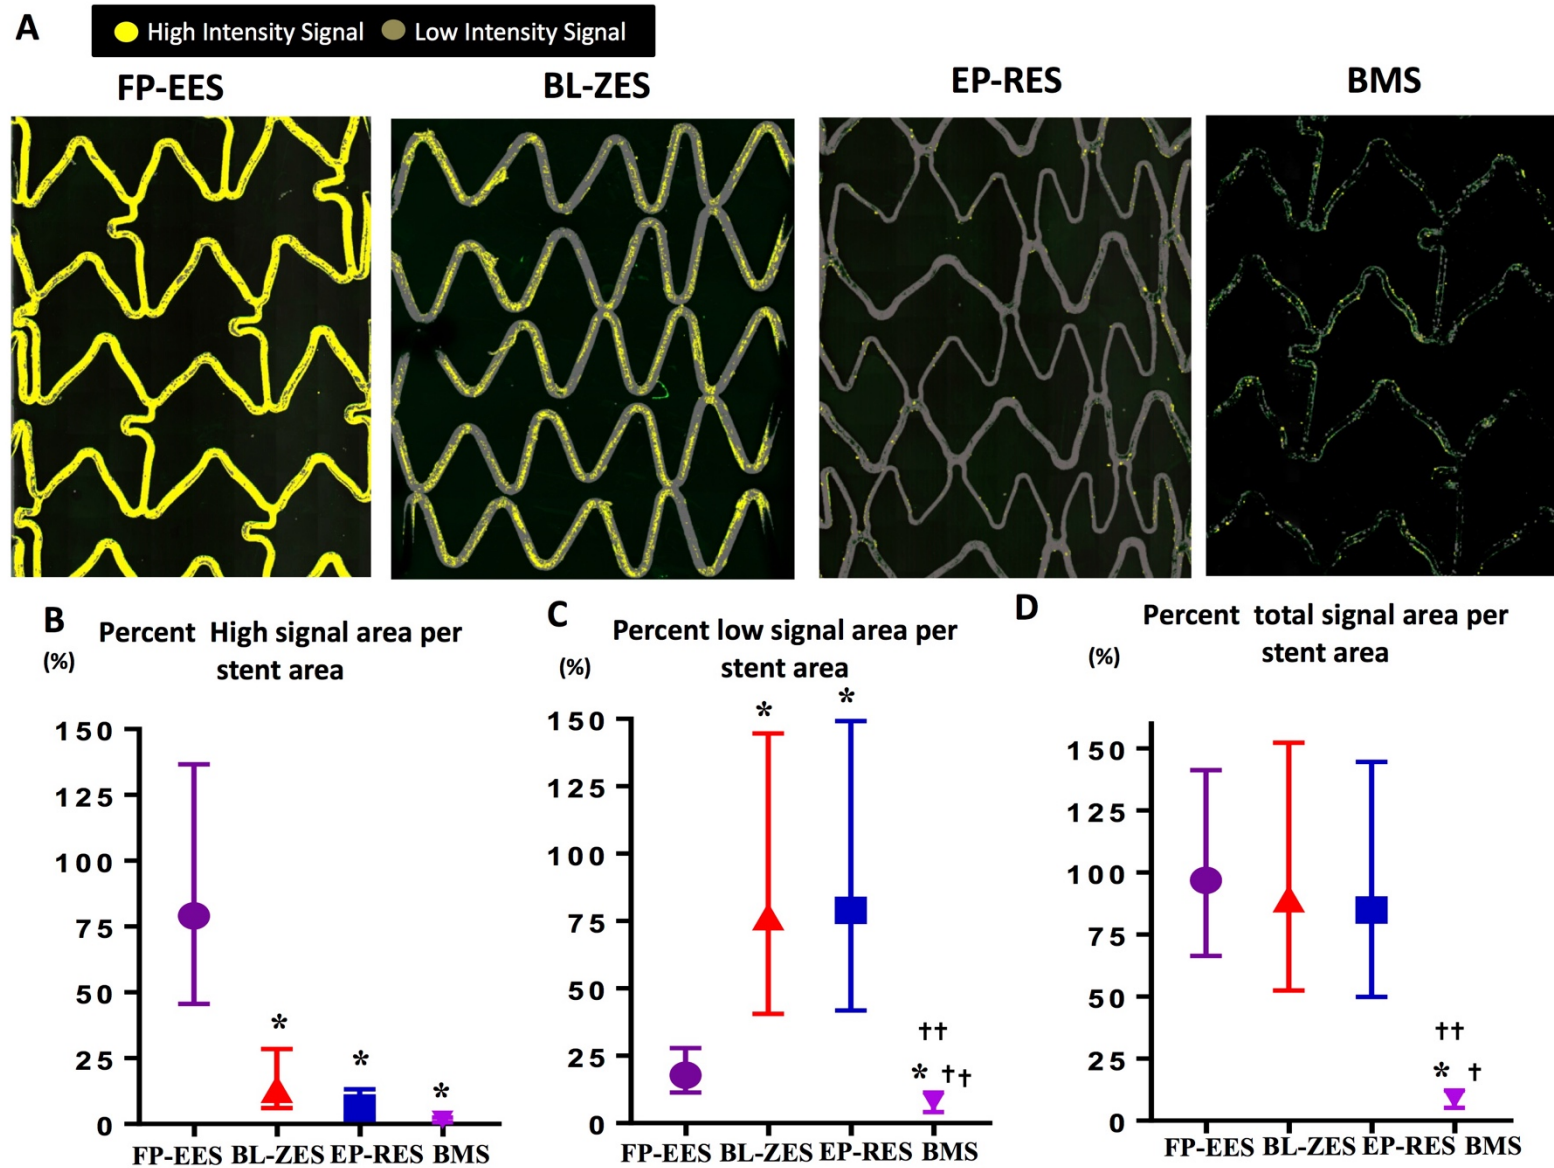 A
High Intensity Signal Low Intensity Signal
FP-EES BL-ZES EP-RES BMS
B
Percent High signal area per
stent area
(%)
150
125
100
75
50
25
0
*
*
*
FP-EES BL-ZES EP-RES BMS
C
Percent low signal area per
stent area
(%)
150
125
100
75
50
25
0
*
*
††
* ††
FP-EES BL-ZES EP-RES BMS
D
Percent total signal area per
stent area
(%)
150
125
100
75
50
25
0
††
* †
FP-EES BL-ZES EP-RES BMS